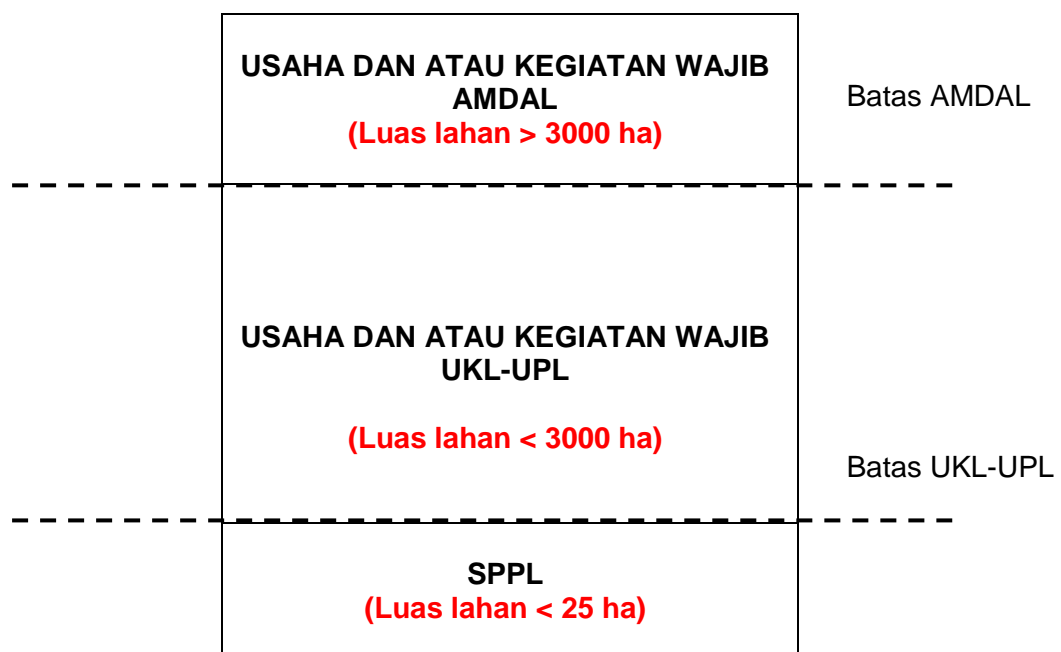 USAHA DAN ATAU KEGIATAN WAJIB
AMDAL
(Luas lahan > 3000 ha)
Batas AMDAL
USAHA DAN ATAU KEGIATAN WAJIB
UKL-UPL
(Luas lahan < 3000 ha)
Batas UKL-UPL
SPPL
(Luas lahan < 25 ha)